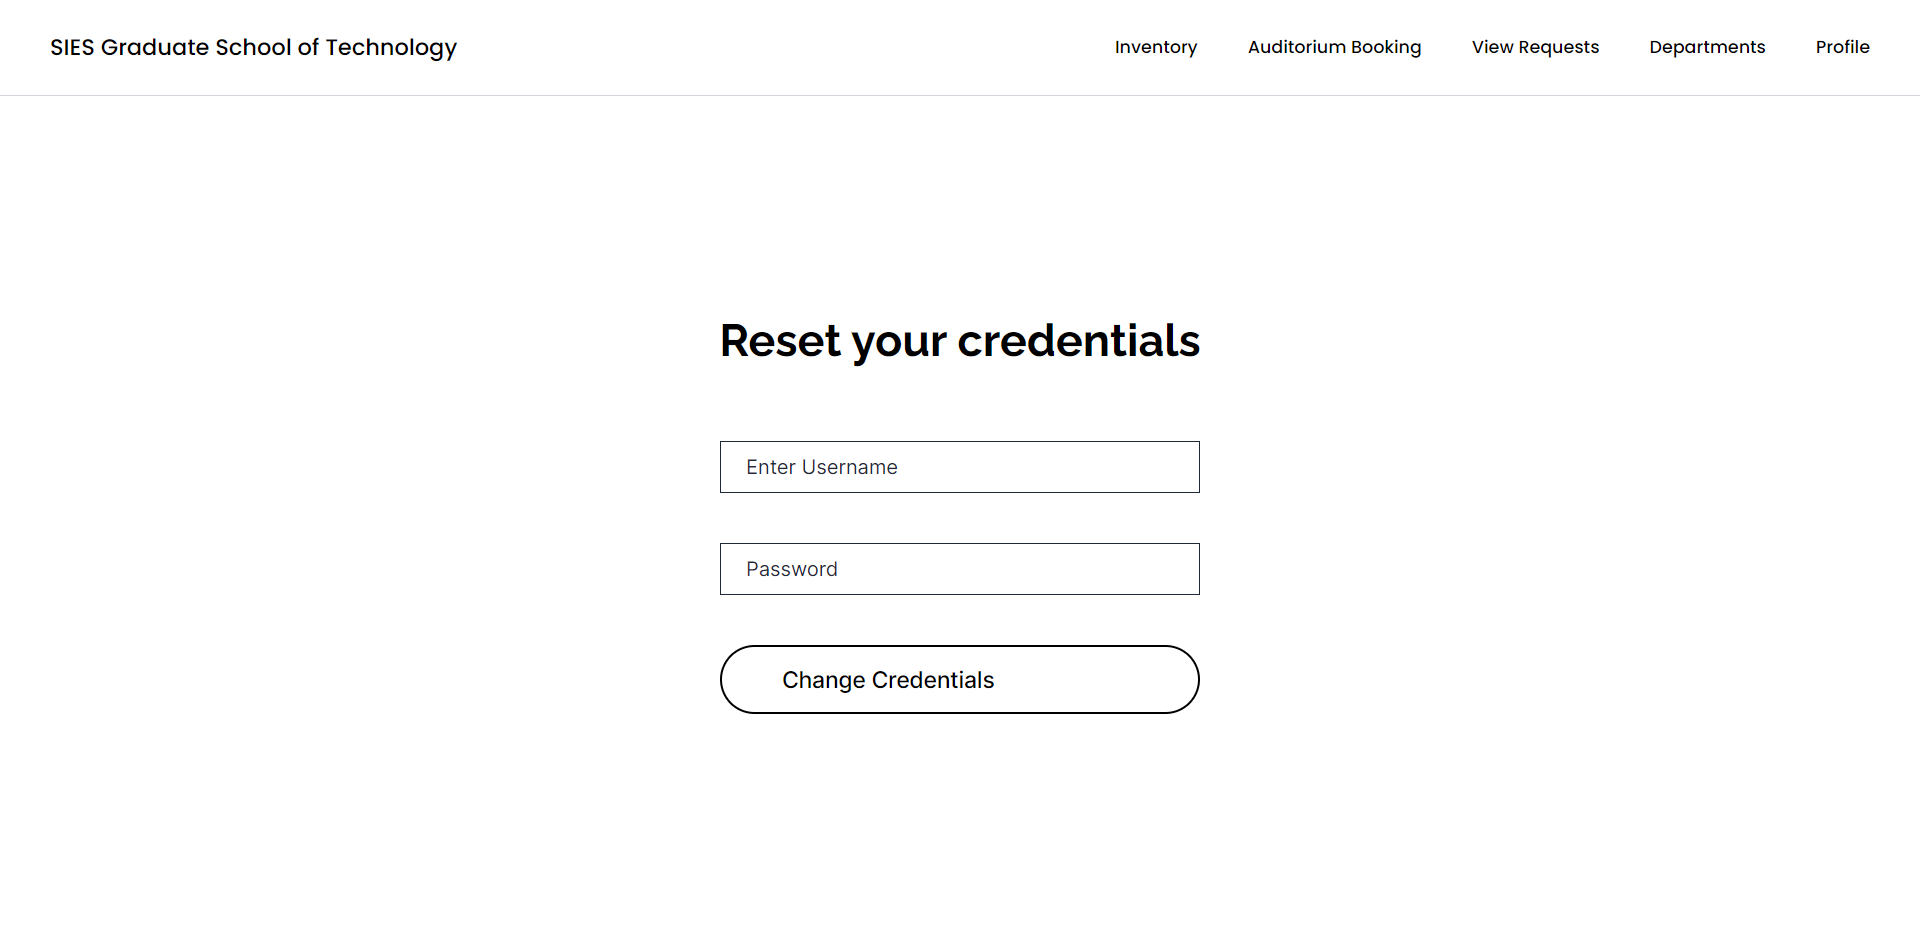 SIES Graduate School of Technology
Inventory Auditorium Booking View Requests Departments Profile
Reset your credentials
Enter Username
Password
Change Credentials